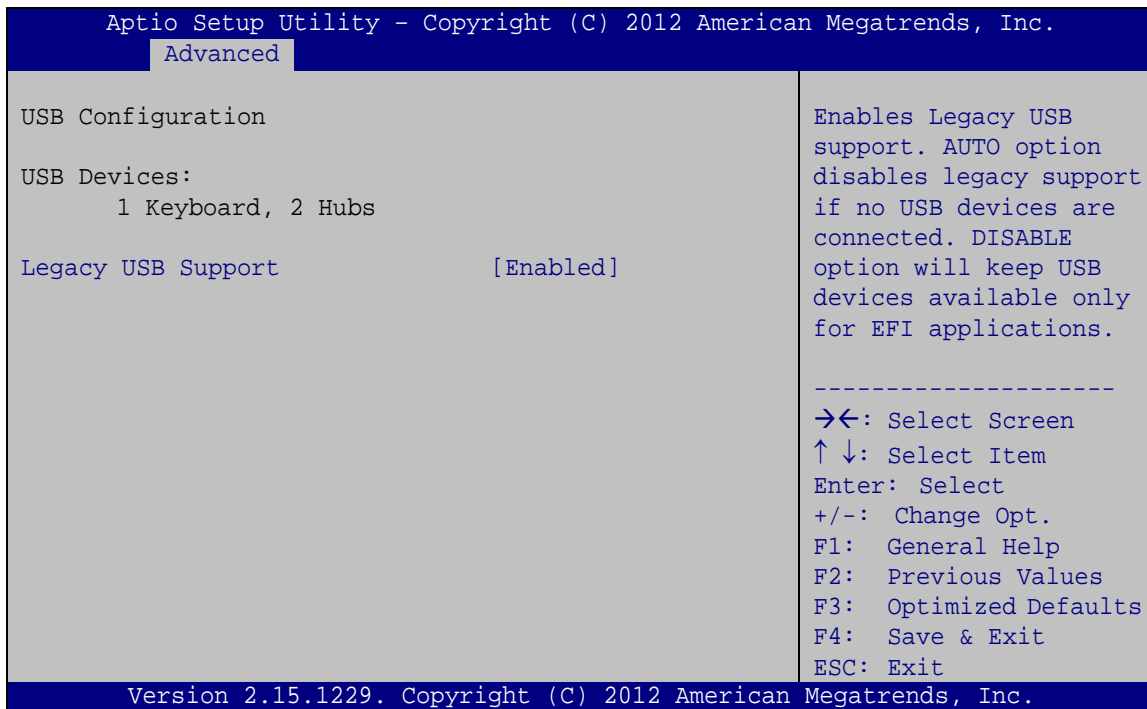 Aptio Setup Utility – Copyright (C) 2012 American Megatrends, Inc.
Advanced
USB Configuration
USB Devices:
1 Keyboard, 2 Hubs
Legacy USB Support [Enabled]
Enables Legacy USB
support. AUTO option
disables legacy support
if no USB devices are
connected. DISABLE
option will keep USB
devices available only
for EFI applications.
----------------------
→←: Select Screen
↑ ↓: Select Item
Enter: Select
+/-: Change Opt.
F1: General Help
F2: Previous Values
F3: Optimized Defaults
F4: Save & Exit
ESC: Exit
Version 2.15.1229. Copyright (C) 2012 American Megatrends, Inc.